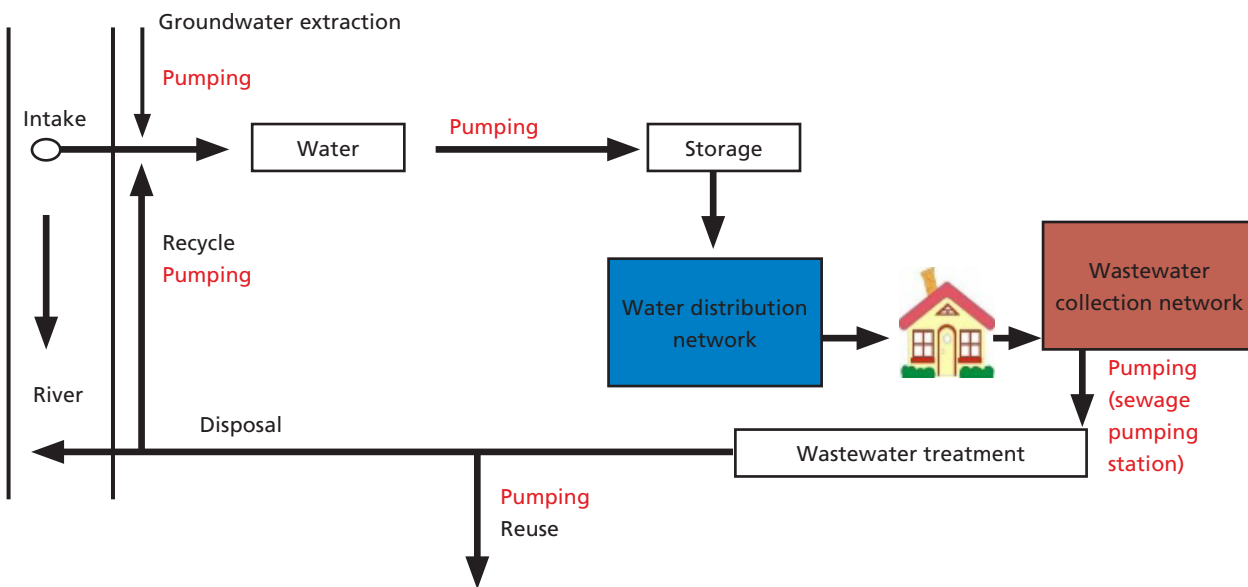 Groundwater extraction
Pumping
Intake
Water
Pumping
Storage
Recycle
Pumping
Water distribution
network
Wastewater
collection network
Pumping
(sewage
pumping
station)
River
Disposal
Wastewater treatment
Pumping
Reuse